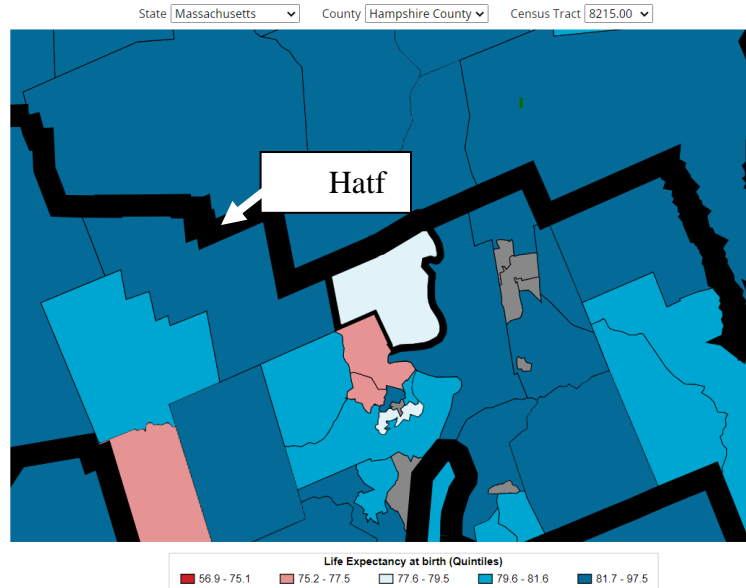 State Massachusetts County Hampshire County Census Tract 8215.00
Hatf
Life Expectancy at birth (Quintiles)
56.9 - 75.1 75.2 - 77.5 77.6 - 79.5 79.6 - 81.6 81.7 - 97.5